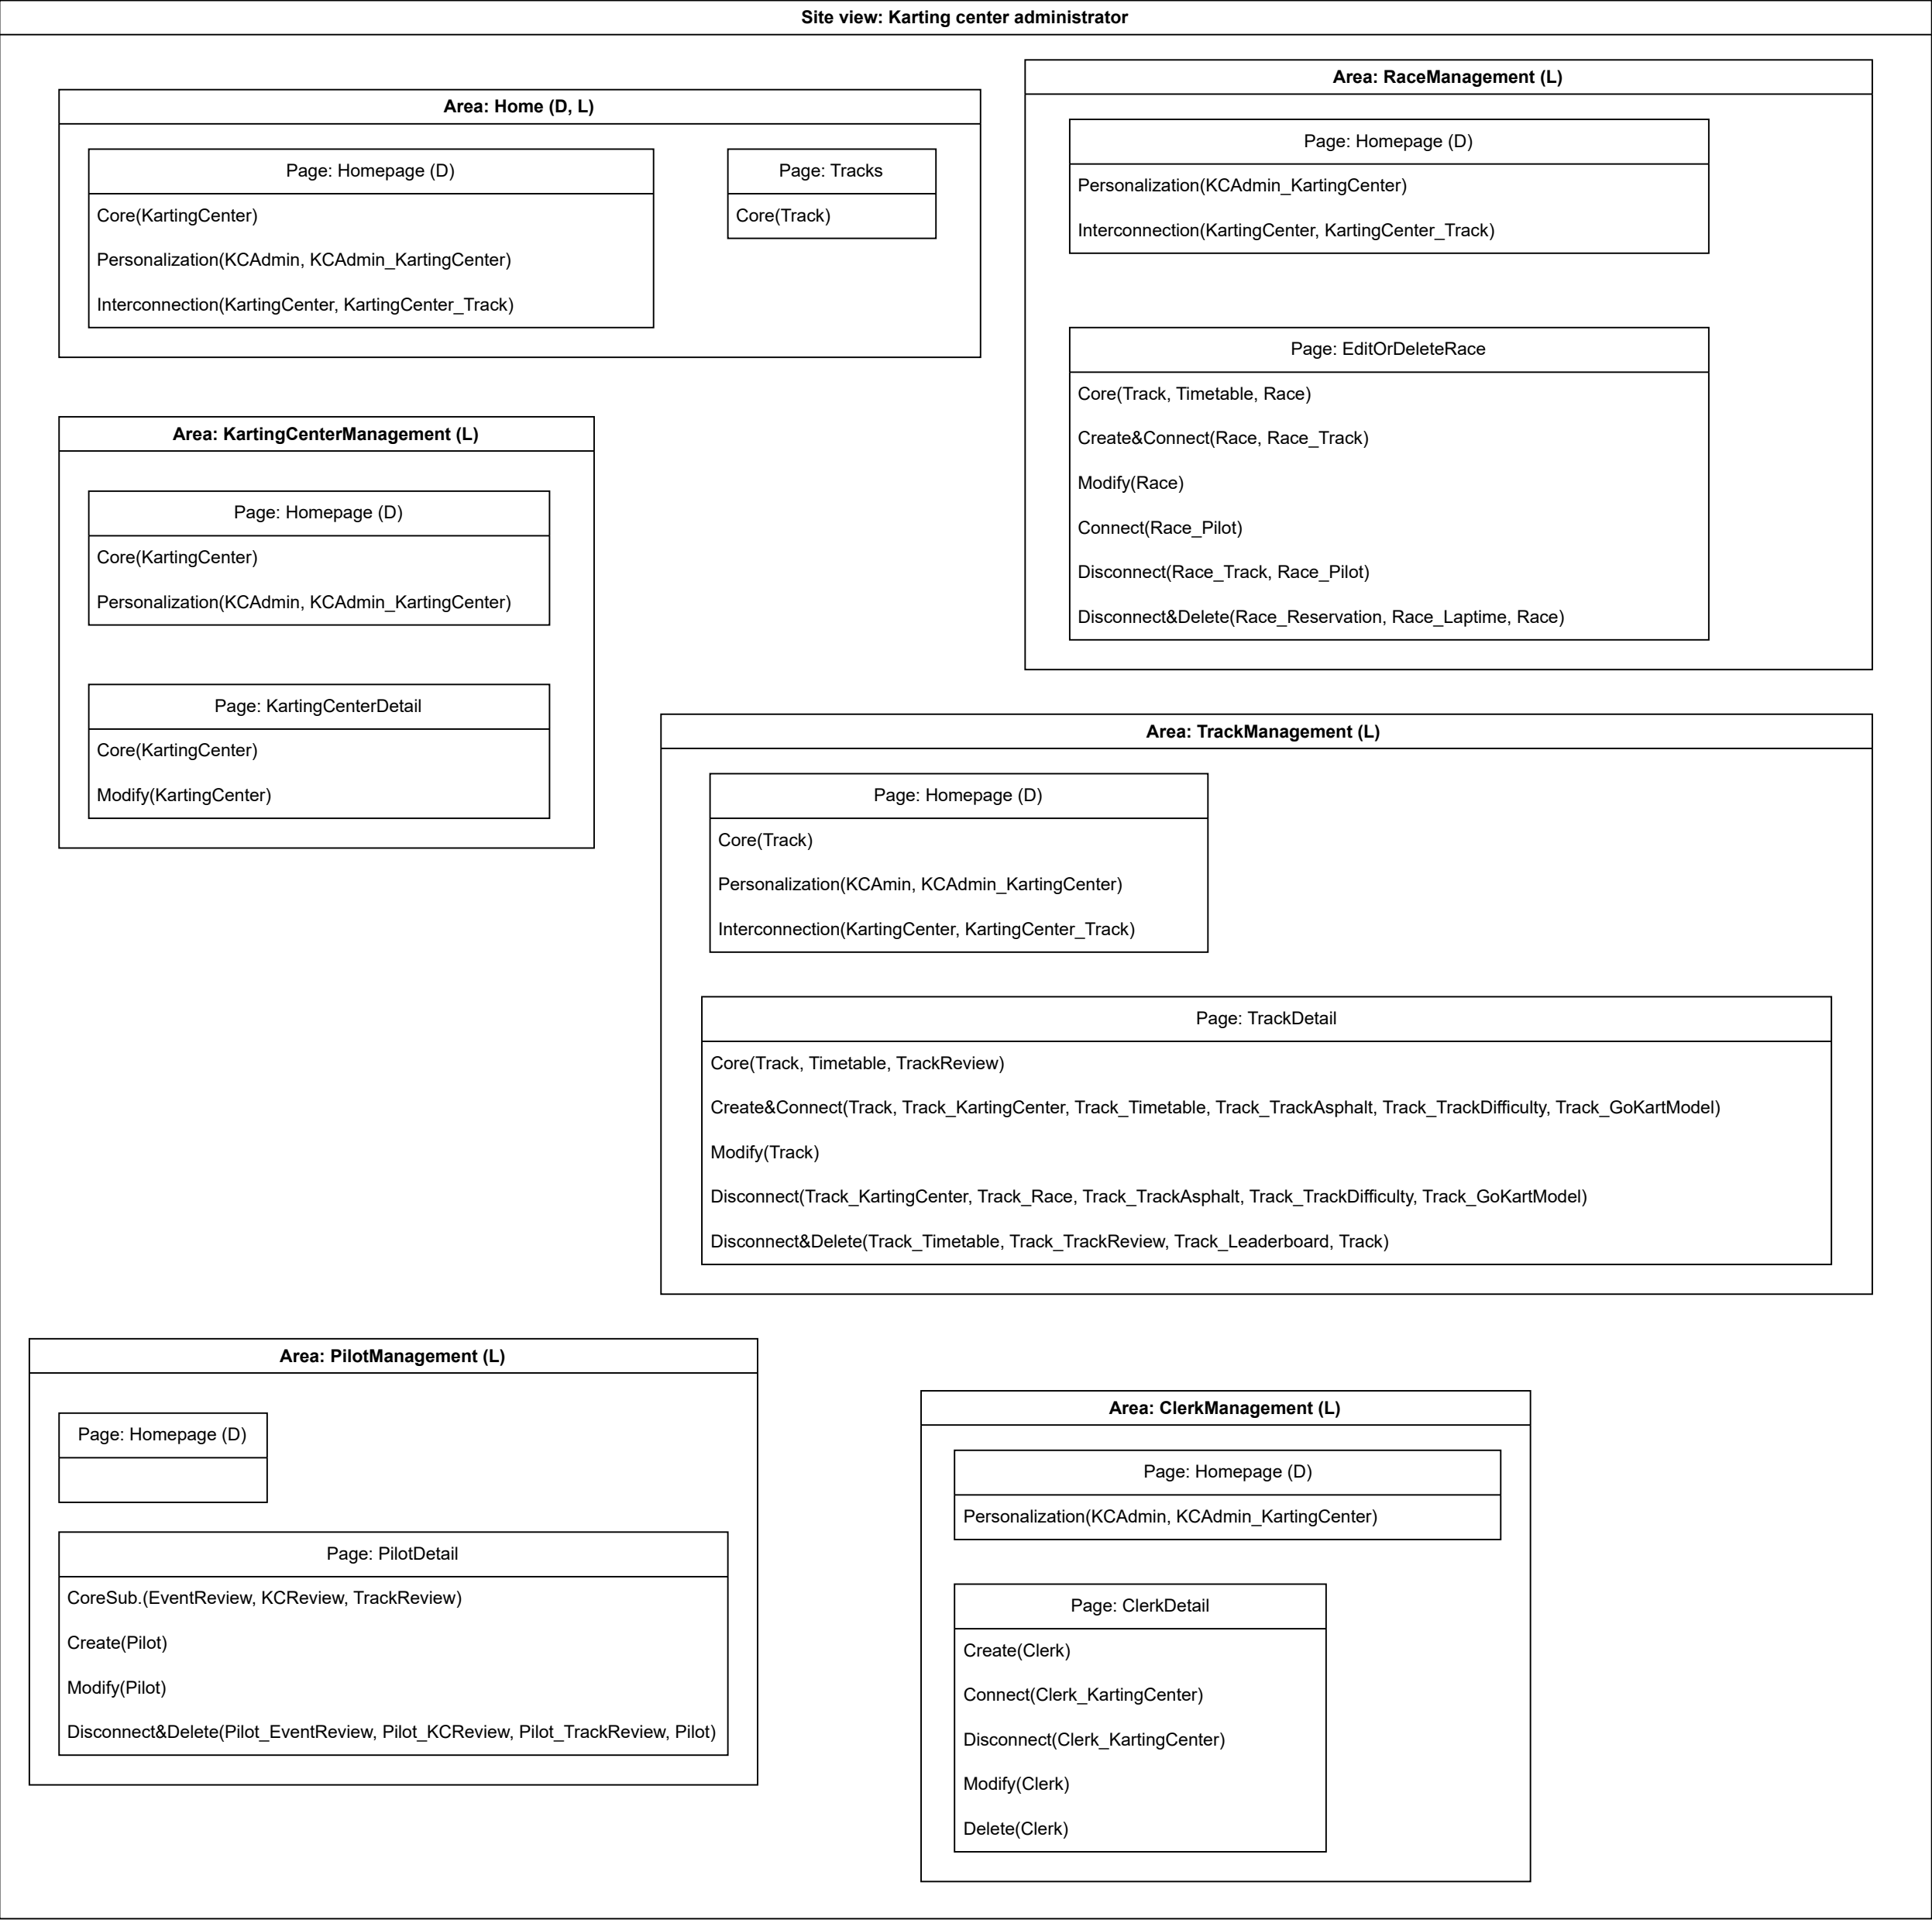 Site view: Karting center administrator
Area: Home (D, L)
Page: Homepage (D)
Core(KartingCenter)
Personalization(KCAdmin, KCAdmin_KartingCenter)
Interconnection(KartingCenter, KartingCenter_Track)
Page: Tracks
Core(Track)
Area: RaceManagement (L)
Page: Homepage (D)
Personalization(KCAdmin_KartingCenter)
Interconnection(KartingCenter, KartingCenter_Track)
Page: EditOrDeleteRace
Core(Track, Timetable, Race)
Create&Connect(Race, Race_Track)
Modify(Race)
Connect(Race_Pilot)
Disconnect(Race_Track, Race_Pilot)
Disconnect&Delete(Race_Reservation, Race_Laptime, Race)
Area: KartingCenterManagement (L)
Page: Homepage (D)
Core(KartingCenter)
Personalization(KCAdmin, KCAdmin_KartingCenter)
Page: KartingCenterDetail
Core(KartingCenter)
Modify(KartingCenter)
Area: TrackManagement (L)
Page: Homepage (D)
Core(Track)
Personalization(KCAmin, KCAdmin_KartingCenter)
Interconnection(KartingCenter, KartingCenter_Track)
Page: TrackDetail
Core(Track, Timetable, TrackReview)
Create&Connect(Track, Track_KartingCenter, Track_Timetable, Track_TrackAsphalt, Track_TrackDifficulty, Track_GoKartModel)
Modify(Track)
Disconnect(Track_KartingCenter, Track_Race, Track_TrackAsphalt, Track_TrackDifficulty, Track_GoKartModel)
Disconnect&Delete(Track_Timetable, Track_TrackReview, Track_Leaderboard, Track)
Area: PilotManagement (L)
Page: Homepage (D)
Page: PilotDetail
CoreSub.(EventReview, KCReview, TrackReview)
Create(Pilot)
Modify(Pilot)
Disconnect&Delete(Pilot_EventReview, Pilot_KCReview, Pilot_TrackReview, Pilot)
Area: ClerkManagement (L)
Page: Homepage (D)
Personalization(KCAdmin, KCAdmin_KartingCenter)
Page: ClerkDetail
Create(Clerk)
Connect(Clerk_KartingCenter)
Disconnect(Clerk_KartingCenter)
Modify(Clerk)
Delete(Clerk)